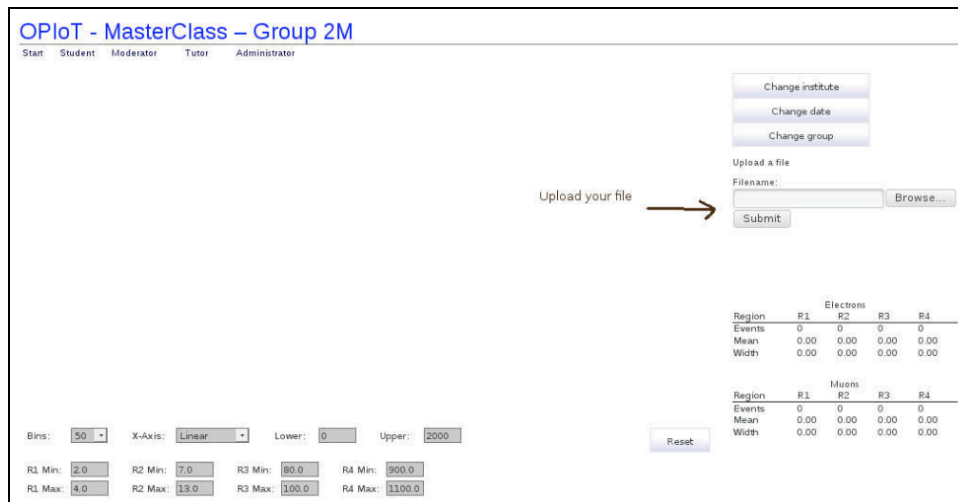 OPIoT - MasterClass – Group 2M
Start Student Moderator Tutor Administrator
Change institute
Change date
Change group
Upload a file
Filename:
Upload your file
Browse...
Submit
Electrons
Region R1 R2 R3 R4
Events 0 0 0 0
Mean 0.00 0.00 0.00 0.00
Width 0.00 0.00 0.00 0.00
Muons
Region R1 R2 R3 R4
Events 0 0 0 0
Mean 0.00 0.00 0.00 0.00
Width 0.00 0.00 0.00 0.00
Bins: 50 X-Axis: Linear Lower: 0 Upper: 2000
Reset
R1 Min: 2.0 R2 Min: 7.0 R3 Min: 80.0 R4 Min: 900.0
R1 Max: 4.0 R2 Max: 13.0 R3 Max: 100.0 R4 Max: 1100.0